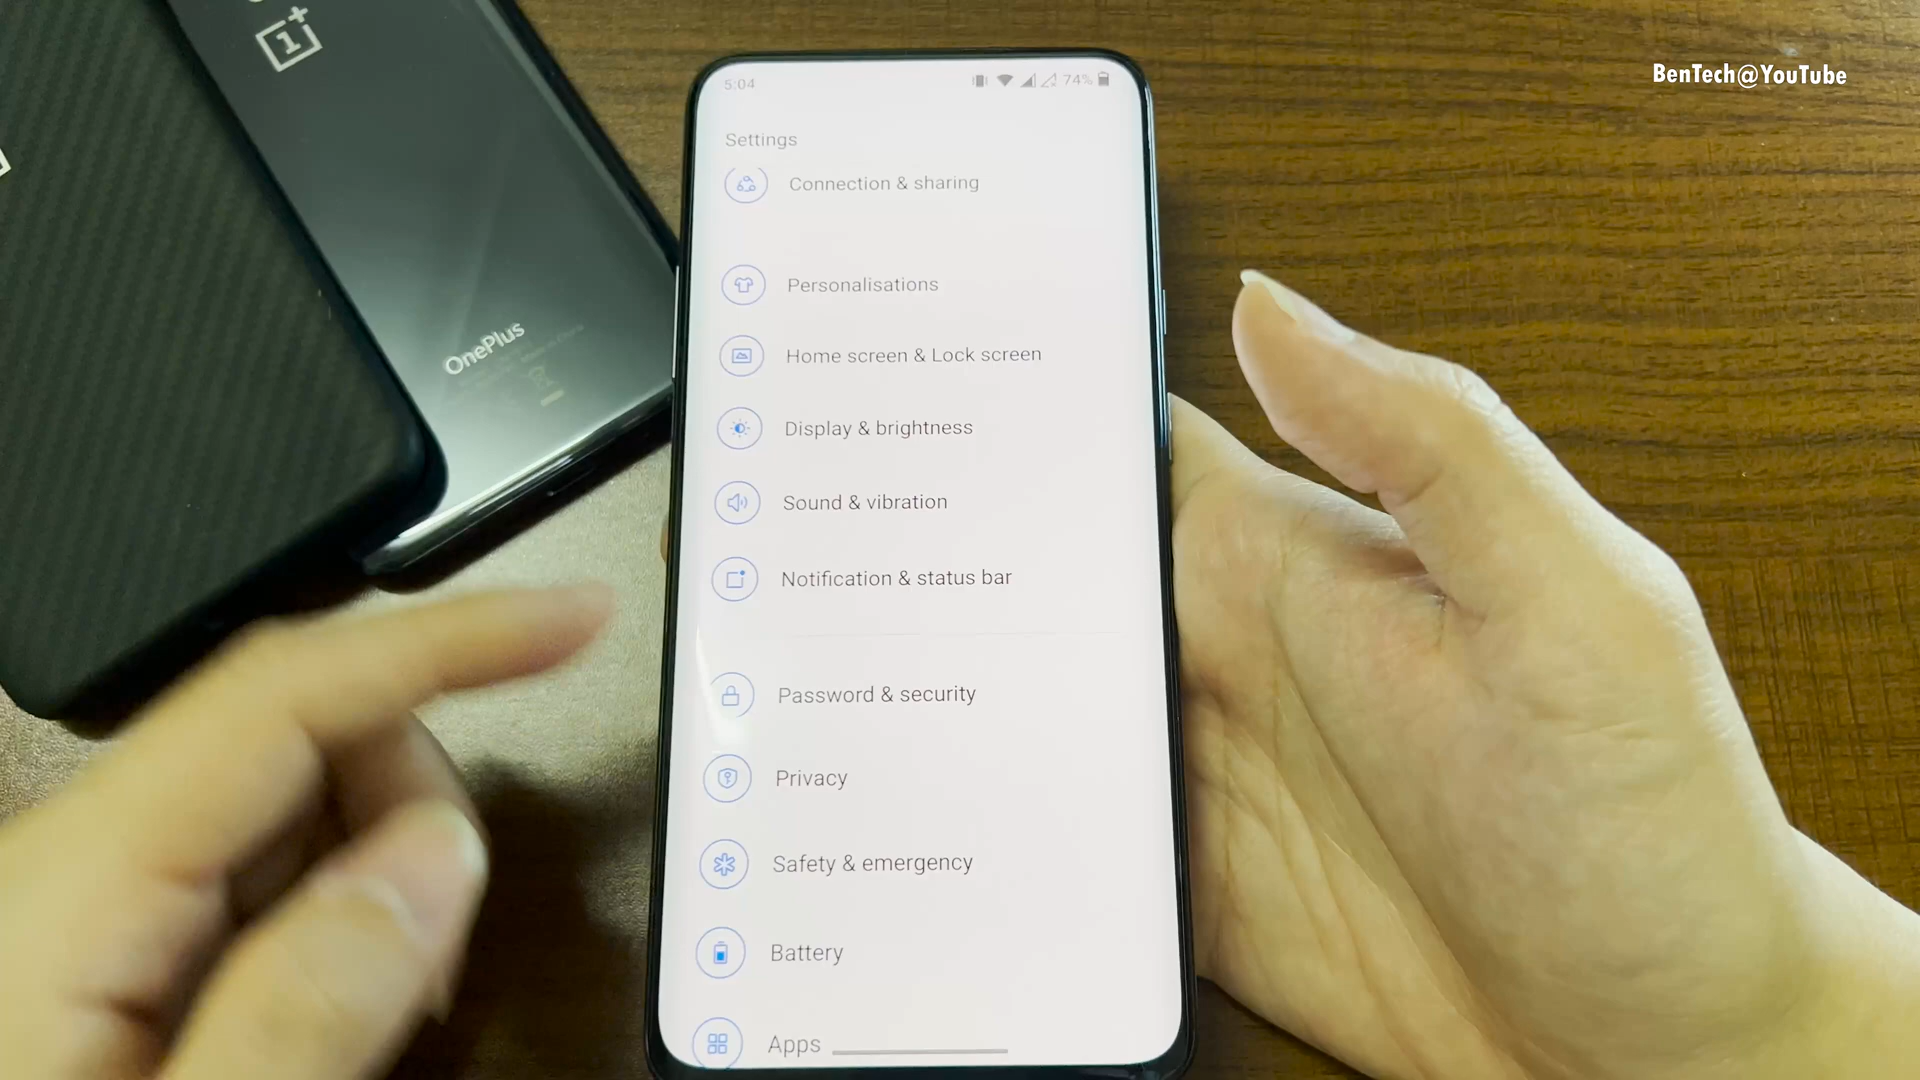 BenTech@YouTube
5:04
74%
Settings
Connection & sharing
Personalisations
Home screen & Lock screen
Display & brightness
Sound & vibration
Notification & status bar
Password & security
Privacy
Safety & emergency
Battery
Apps
1+
OnePlus